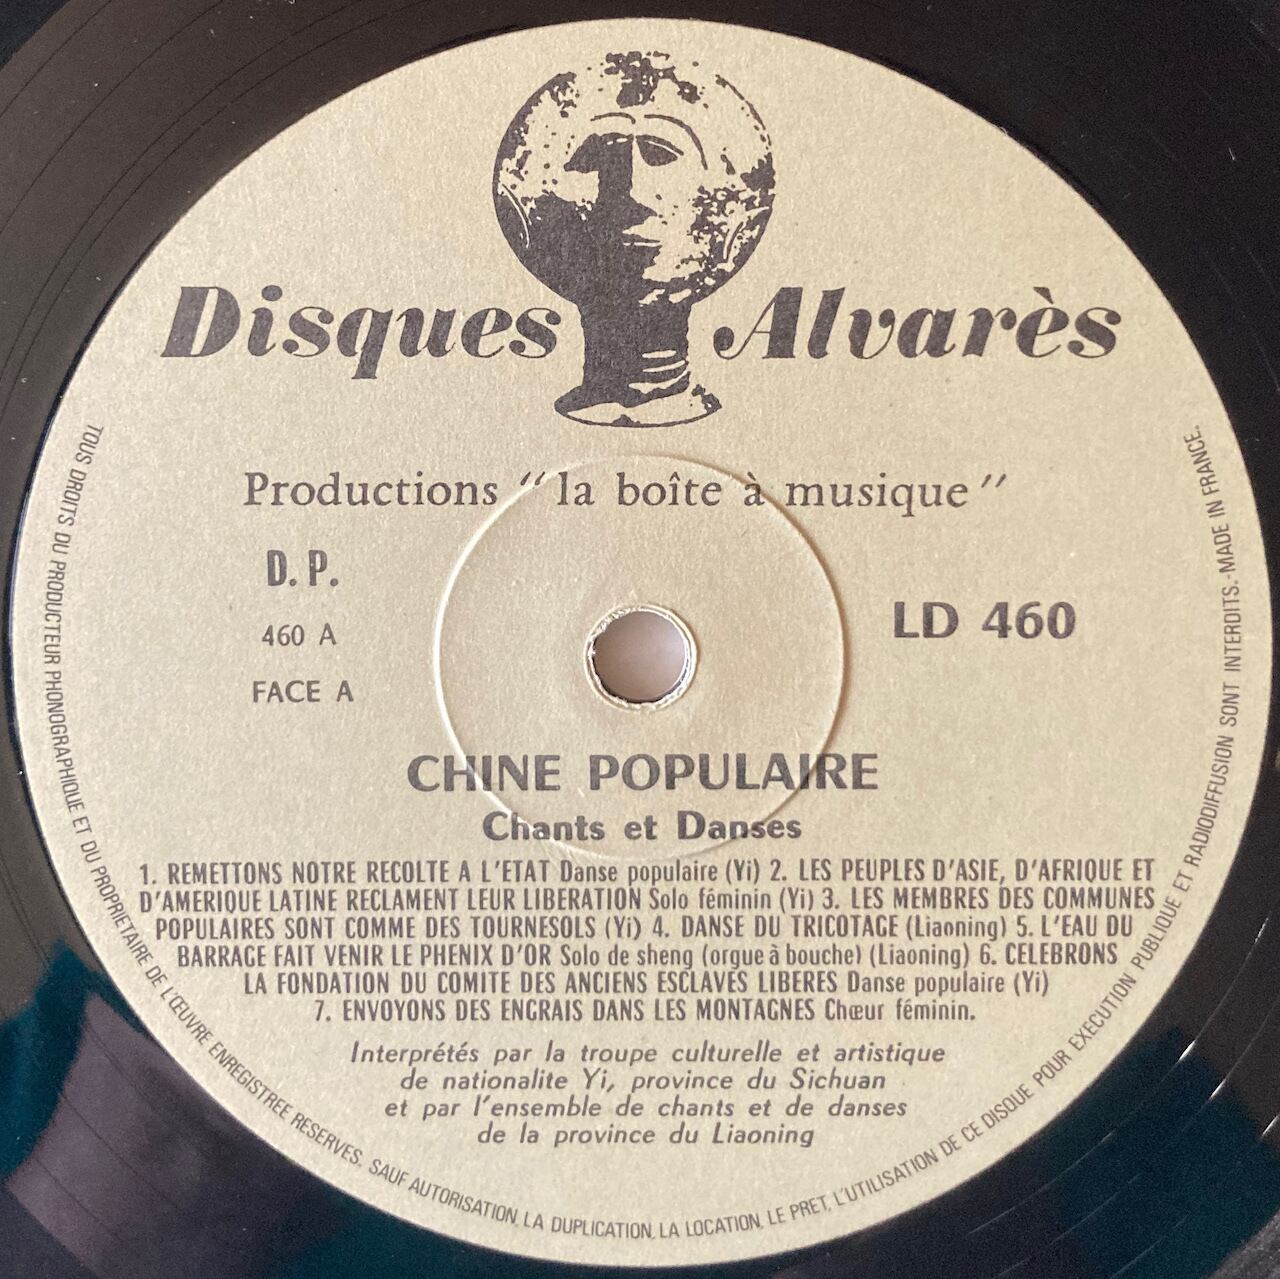 Disques Alvarès
Productions "la boîte à musique"
D. P.
460 A
FACE A
LD 460
CHINE POPULAIRE
Chants et Danses
1. REMETTONS NOTRE RECOLTE A L'ETAT Danse populaire (Yi) 2. LES PEUPLES D'ASIE, D'AFRIQUE ET
D'AMERIQUE LATINE RECLAMENT LEUR LIBERATION Solo féminin (Yi) 3. LES MEMBRES DES COMMUNES
POPULAIRES SONT COMME DES TOURNESOLS (Yi) 4. DANSE DU TRICOTAGE (Liaoning) 5. L'EAU DU
BARRAGE FAIT VENIR LE PHENIX D'OR Solo de sheng (orgue à bouche) (Liaoning) 6. CELEBRONS
LA FONDATION DU COMITE DES ANCIENS ESCLAVES LIBERES Danse populaire (Yi)
7. ENVOYONS DES ENGRAIS DANS LES MONTAGNES Chœur féminin.
Interprétés par la troupe culturelle et artistique
de nationalite Yi, province du Sichuan
et par l'ensemble de chants et de danses
de la province du Liaoning
TOUS DROITS DU PRODUCTEUR PHONOGRAPHIQUE ET DU PROPRIETAIRE DE L'ŒUVRE ENREGISTREE RESERVES. SAUF AUTORISATION, LA DUPLICATION, LA LOCATION, LE PRET, L'UTILISATION DE CE DISQUE POUR EXECUTION PUBLIQUE ET RADIODIFFUSION SONT INTERDITS.-MADE IN FRANCE.